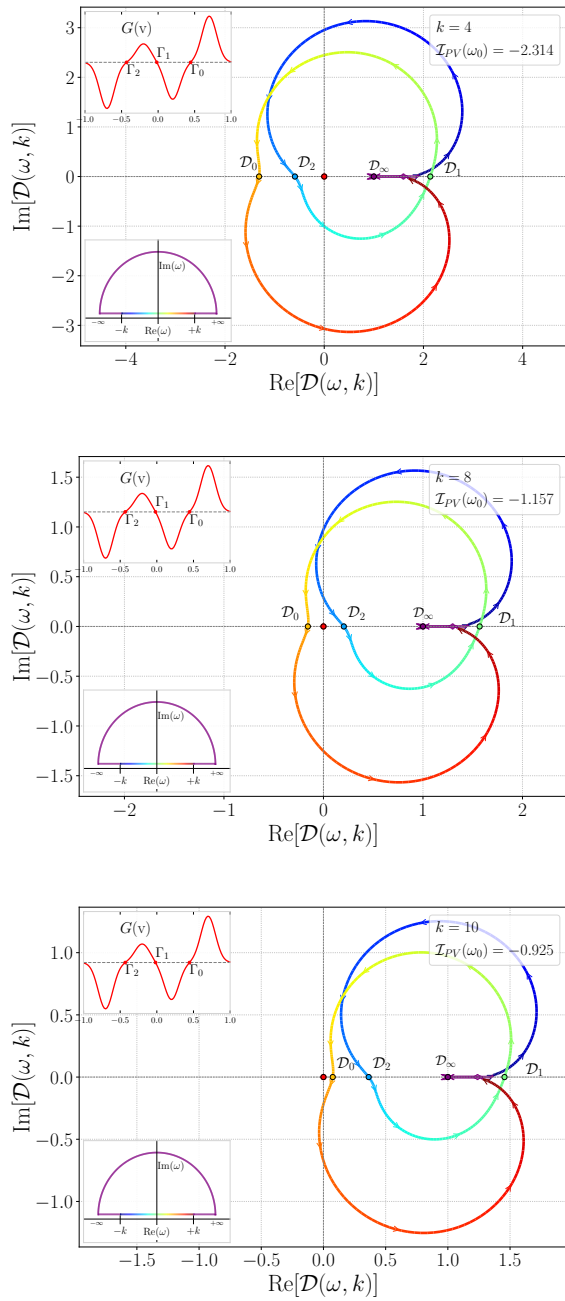 G(v)
Γ₁
Γ₂
Γ₀
−1.0 −0.5 0.0 0.5 1.0
k = 4
𝓘_PV(ω₀) = −2.314
3
2
1
0
−1
−2
−3
Im[𝒟(ω, k)]
𝒟₀ 𝒟₂ 𝒟∞ 𝒟₁
Im(ω)
−∞ −k Re(ω) +k +∞
−4 −2 0 2 4
Re[𝒟(ω, k)]
G(v)
Γ₁
Γ₂
Γ₀
−1.0 −0.5 0.0 0.5 1.0
k = 8
𝓘_PV(ω₀) = −1.157
1.5
1.0
0.5
0.0
−0.5
−1.0
−1.5
Im[𝒟(ω, k)]
𝒟₀ 𝒟₂ 𝒟∞ 𝒟₁
Im(ω)
−∞ −k Re(ω) +k +∞
−2 −1 0 1 2
Re[𝒟(ω, k)]
G(v)
Γ₁
Γ₂
Γ₀
−1.0 −0.5 0.0 0.5 1.0
k = 10
𝓘_PV(ω₀) = −0.925
1.0
0.5
0.0
−0.5
−1.0
Im[𝒟(ω, k)]
𝒟₀ 𝒟₂ 𝒟∞ 𝒟₁
Im(ω)
−∞ −k Re(ω) +k +∞
−1.5 −1.0 −0.5 0.0 0.5 1.0 1.5
Re[𝒟(ω, k)]